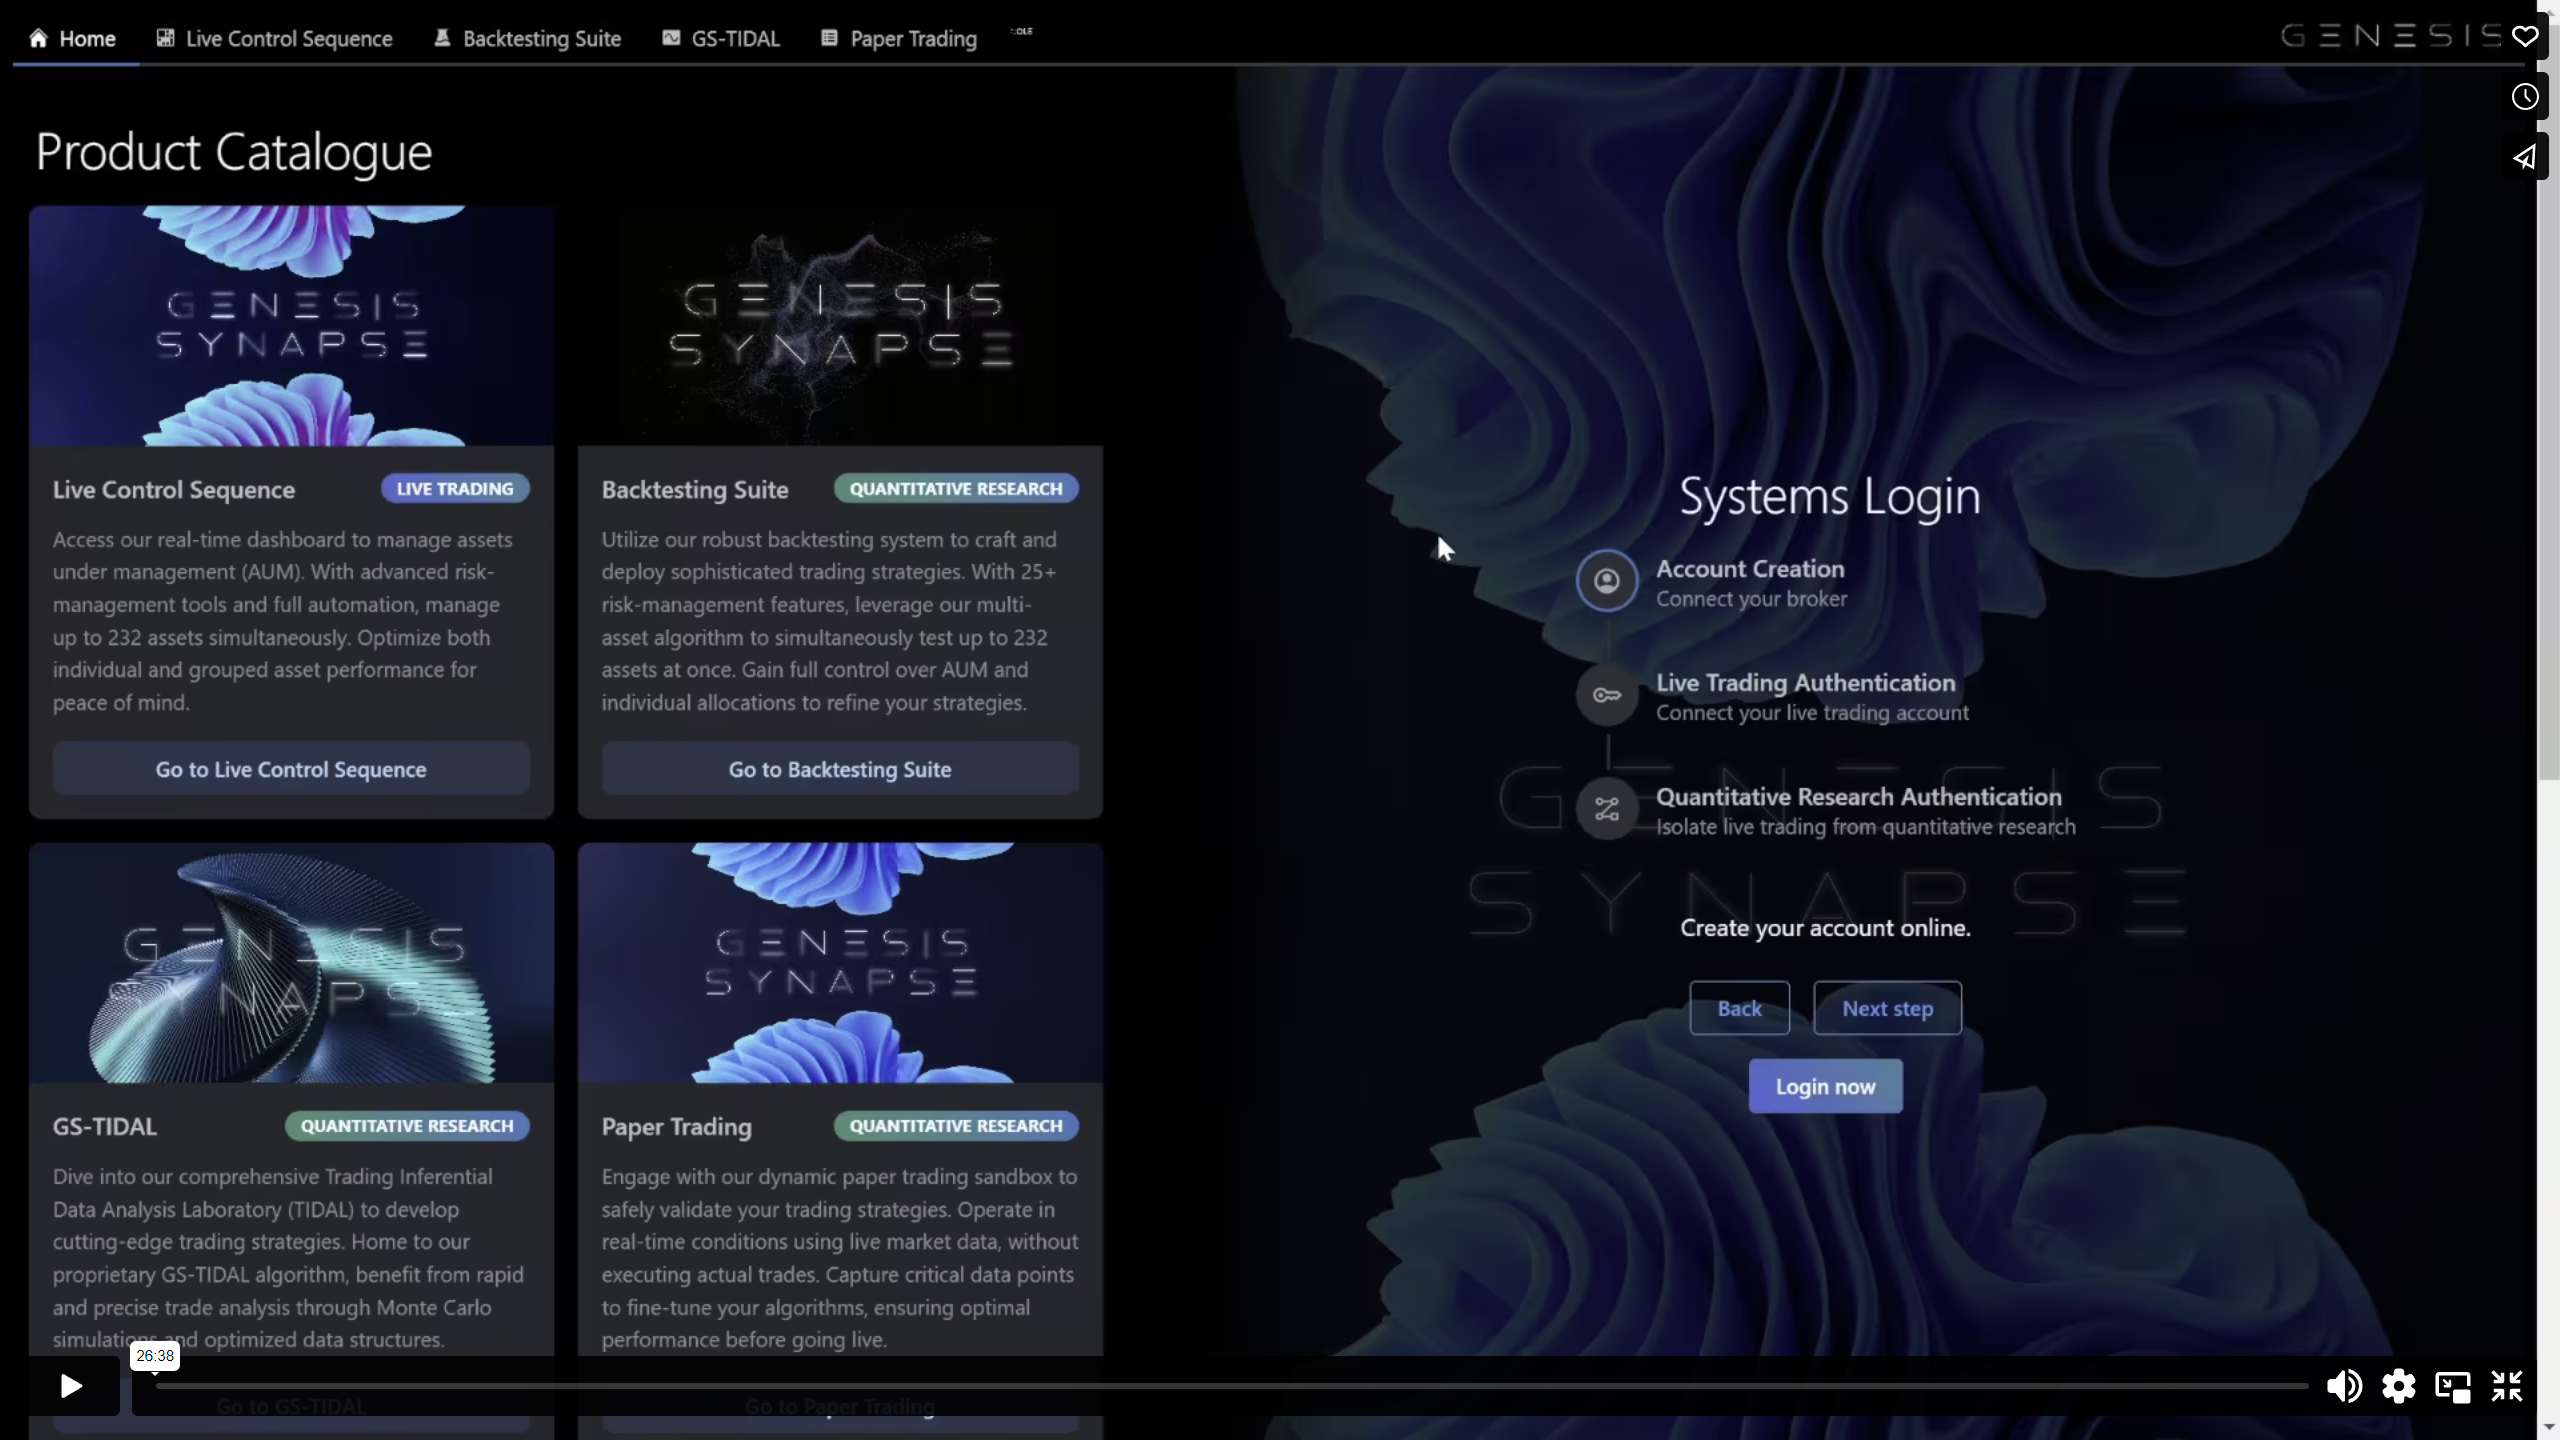 Home
Live Control Sequence
Backtesting Suite
GS-TIDAL
Paper Trading
GENESIS
Product Catalogue
GENESIS
SYNAPSE
Live Control Sequence
LIVE TRADING
Access our real-time dashboard to manage assets
under management (AUM). With advanced risk-
management tools and full automation, manage
up to 232 assets simultaneously. Optimize both
individual and grouped asset performance for
peace of mind.
Go to Live Control Sequence
GENESIS
SYNAPSE
Backtesting Suite
QUANTITATIVE RESEARCH
Utilize our robust backtesting system to craft and
deploy sophisticated trading strategies. With 25+
risk-management features, leverage our multi-
asset algorithm to simultaneously test up to 232
assets at once. Gain full control over AUM and
individual allocations to refine your strategies.
Go to Backtesting Suite
GENESIS
SYNAPSE
GS-TIDAL
QUANTITATIVE RESEARCH
Dive into our comprehensive Trading Inferential
Data Analysis Laboratory (TIDAL) to develop
cutting-edge trading strategies. Home to our
proprietary GS-TIDAL algorithm, benefit from rapid
and precise trade analysis through Monte Carlo
simulations and optimized data structures.
Go to GS-TIDAL
GENESIS
SYNAPSE
Paper Trading
QUANTITATIVE RESEARCH
Engage with our dynamic paper trading sandbox to
safely validate your trading strategies. Operate in
real-time conditions using live market data, without
executing actual trades. Capture critical data points
to fine-tune your algorithms, ensuring optimal
performance before going live.
Go to Paper Trading
Systems Login
Account Creation
Connect your broker
Live Trading Authentication
Connect your live trading account
Quantitative Research Authentication
Isolate live trading from quantitative research
GENESIS
SYNAPSE
Create your account online.
Back
Next step
Login now
26:38